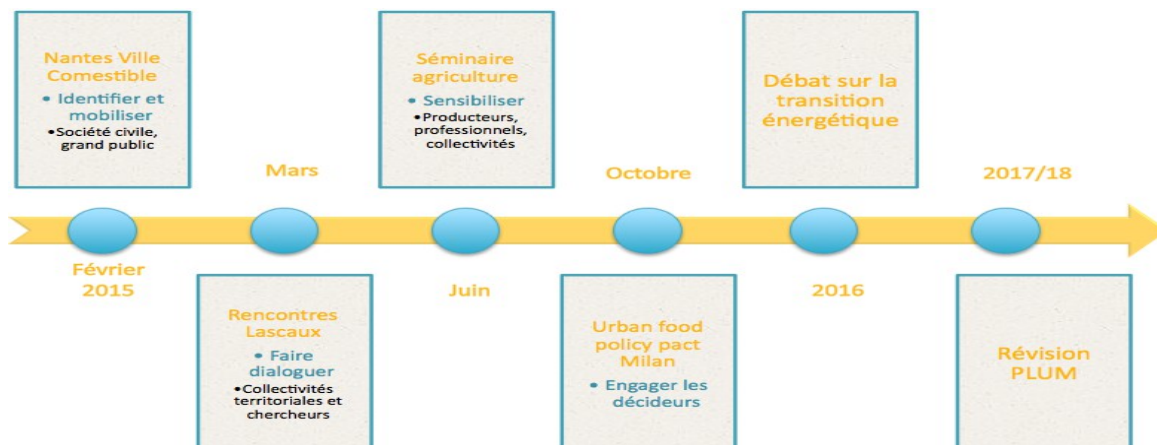 Nantes Ville
Comestible
• Identifier et
mobiliser
•Société civile,
grand public
Février
2015
Mars
Rencontres
Lascaux
• Faire
dialoguer
•Collectivités
territoriales et
chercheurs
Séminaire
agriculture
• Sensibiliser
•Producteurs,
professionnels,
collectivités
Juin
Octobre
Urban food
policy pact
Milan
• Engager les
décideurs
Débat sur la
transition
énergétique
2016
2017/18
Révision
PLUM